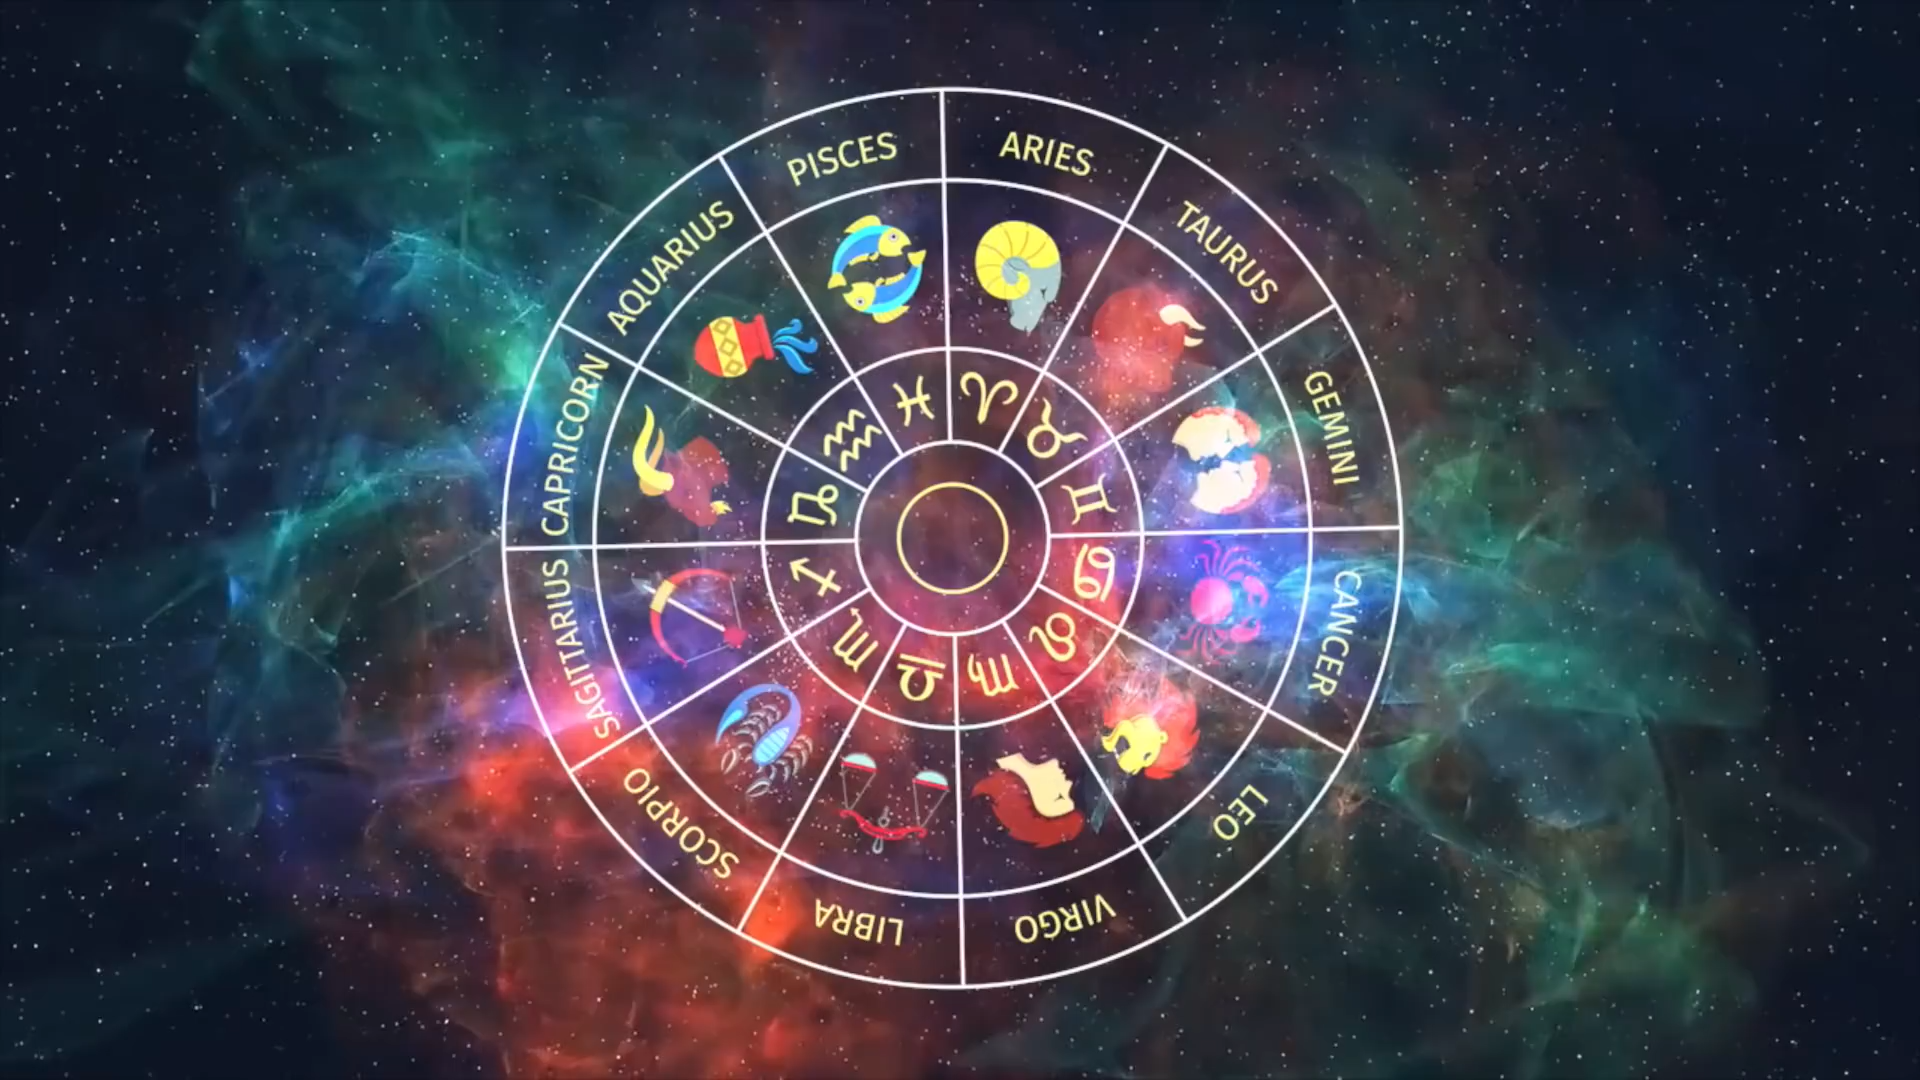 ARIES
TAURUS
GEMINI
CANCER
LEO
VIRGO
LIBRA
SCORPIO
SAGITTARIUS
CAPRICORN
AQUARIUS
PISCES